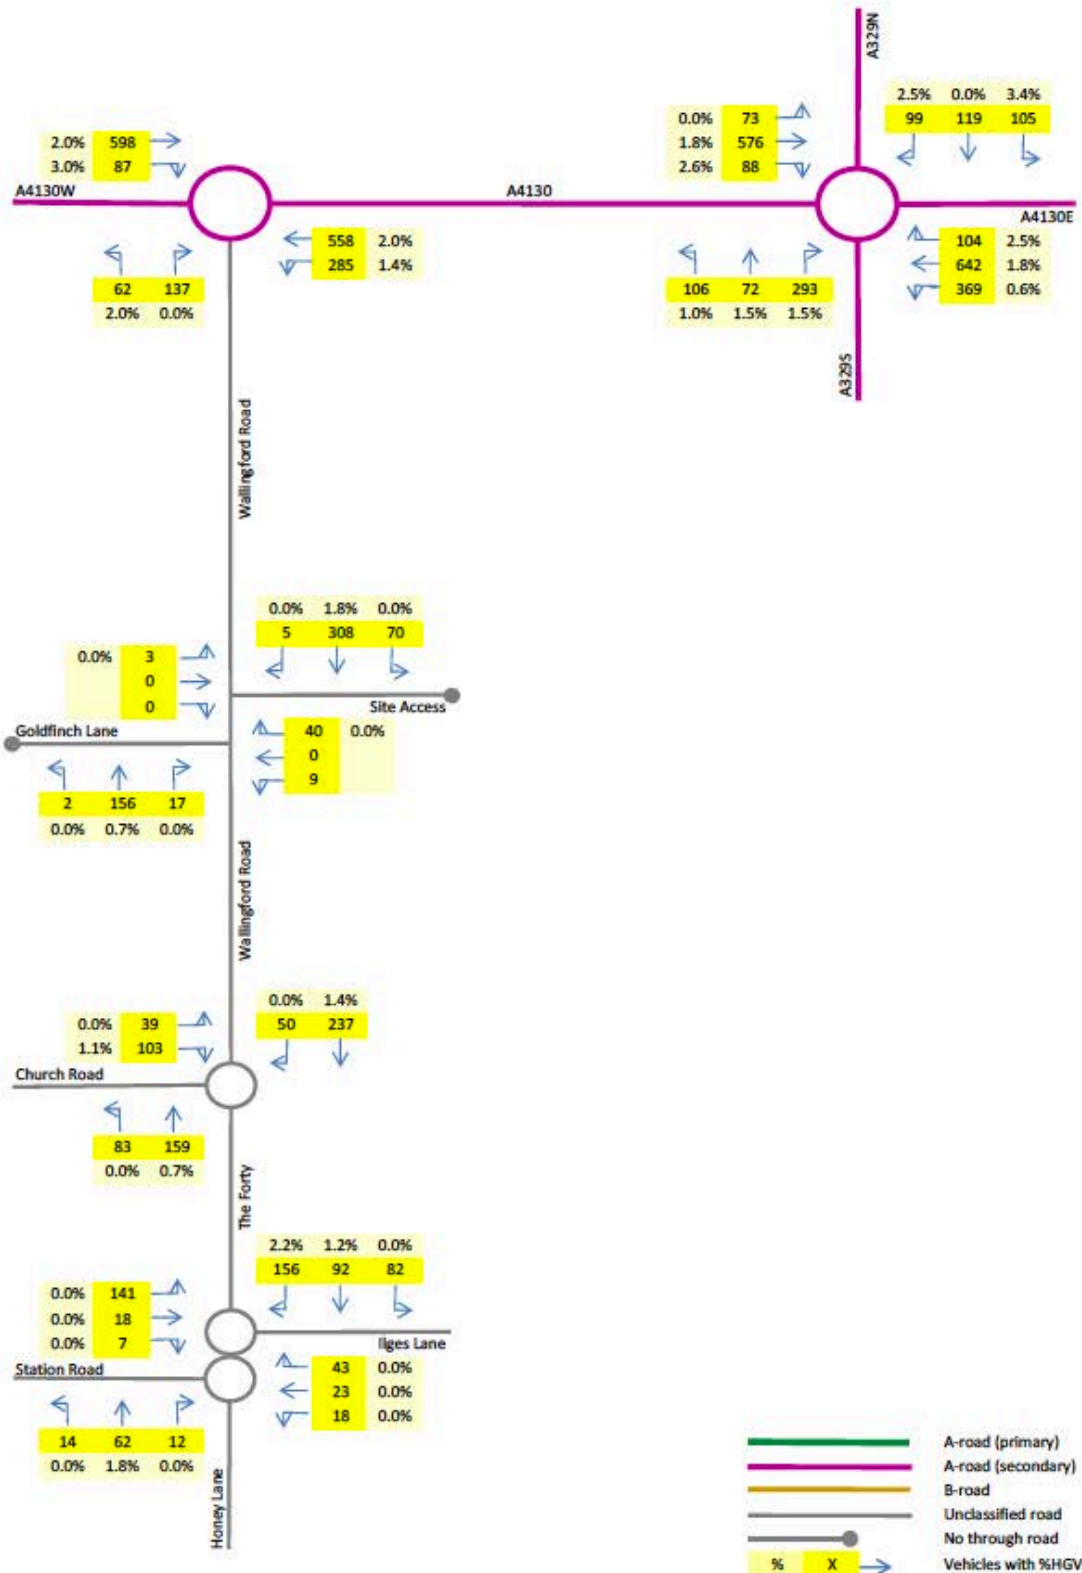 A329N
2.5% 0.0% 3.4%
99 119 105
0.0% 73
1.8% 576
2.6% 88
2.0% 598
3.0% 87
A4130W
A4130
A4130E
558 2.0%
285 1.4%
62 137
2.0% 0.0%
104 2.5%
642 1.8%
369 0.6%
106 72 293
1.0% 1.5% 1.5%
A329S
Wallingford Road
0.0% 1.8% 0.0%
5 308 70
0.0% 3
0
0
Site Access
Goldfinch Lane
40 0.0%
0
9
2 156 17
0.0% 0.7% 0.0%
Wallingford Road
0.0% 1.4%
50 237
0.0% 39
1.1% 103
Church Road
83 159
0.0% 0.7%
The Forty
2.2% 1.2% 0.0%
156 92 82
0.0% 141
0.0% 18
0.0% 7
Ilges Lane
Station Road
43 0.0%
23 0.0%
18 0.0%
14 62 12
0.0% 1.8% 0.0%
Honey Lane
A-road (primary)
A-road (secondary)
B-road
Unclassified road
No through road
% X Vehicles with %HGV